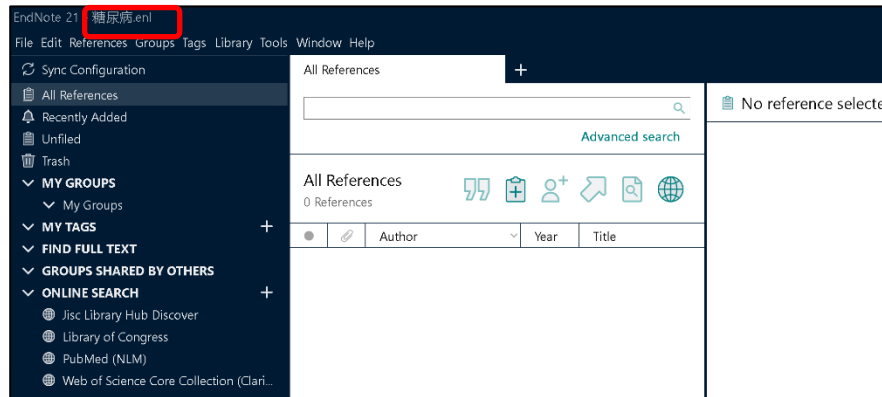 EndNote 21 - 糖尿病.enl
File Edit References Groups Tags Library Tools Window Help
Sync Configuration
All References
Recently Added
Unfiled
Trash
MY GROUPS
My Groups
MY TAGS
FIND FULL TEXT
GROUPS SHARED BY OTHERS
ONLINE SEARCH
Jisc Library Hub Discover
Library of Congress
PubMed (NLM)
Web of Science Core Collection (Clari...
All References
Advanced search
All References
0 References
Author Year Title
No reference selecte